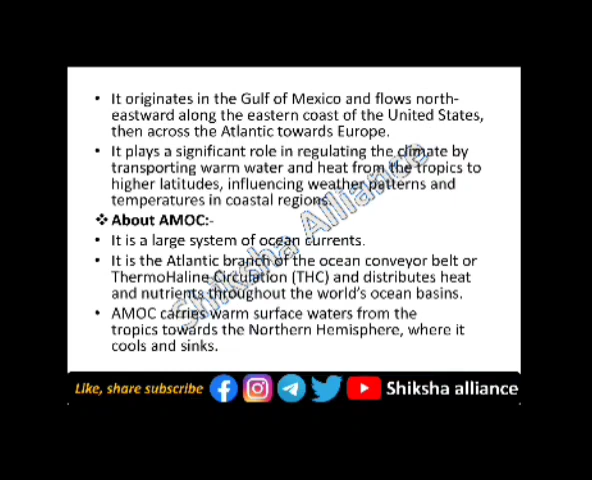 • It originates in the Gulf of Mexico and flows north-
eastward along the eastern coast of the United States,
then across the Atlantic towards Europe.
• It plays a significant role in regulating the climate by
transporting warm water and heat from the tropics to
higher latitudes, influencing weather patterns and
temperatures in coastal regions.
❖ About AMOC:-
• It is a large system of ocean currents.
• It is the Atlantic branch of the ocean conveyor belt or
ThermoHaline Circulation (THC) and distributes heat
and nutrients throughout the world's ocean basins.
• AMOC carries warm surface waters from the
tropics towards the Northern Hemisphere, where it
cools and sinks.
Shiksha Alliance
Like, share subscribe Shiksha alliance